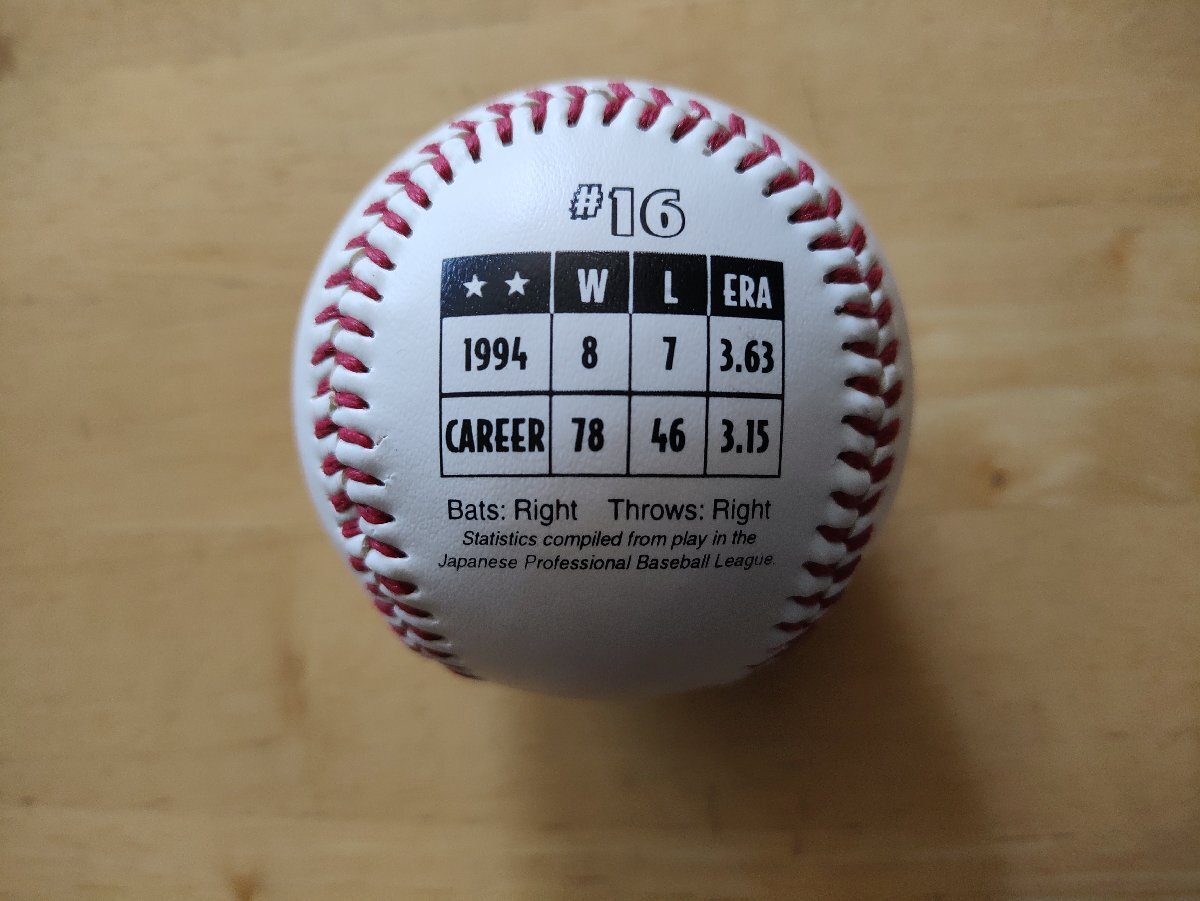 #16
★ ★ W L ERA
1994 8 7 3.63
CAREER 78 46 3.15
Bats: Right Throws: Right
Statistics compiled from play in the
Japanese Professional Baseball League.